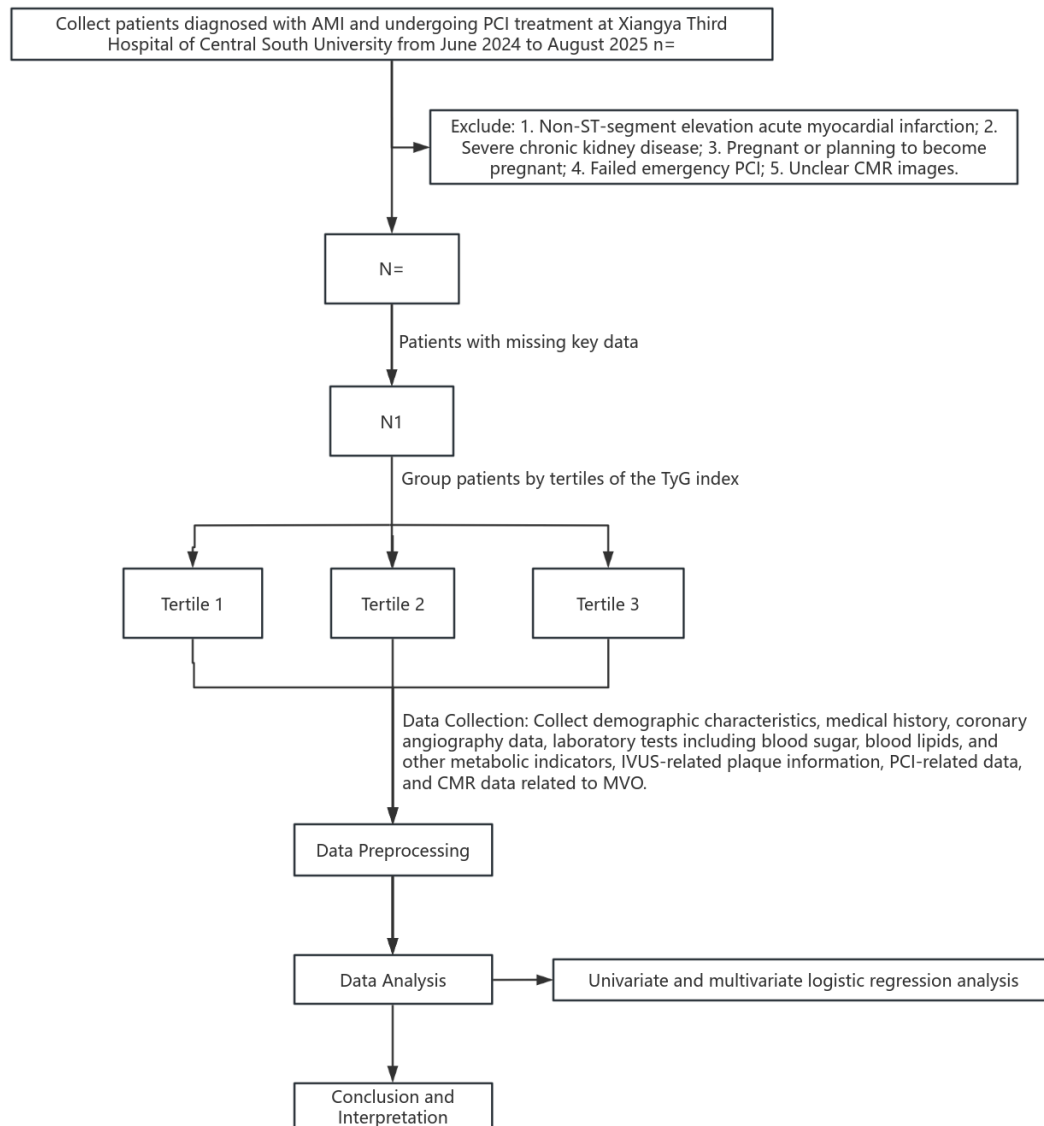 Collect patients diagnosed with AMI and undergoing PCI treatment at Xiangya Third
Hospital of Central South University from June 2024 to August 2025 n=
Exclude: 1. Non-ST-segment elevation acute myocardial infarction; 2.
Severe chronic kidney disease; 3. Pregnant or planning to become
pregnant; 4. Failed emergency PCI; 5. Unclear CMR images.
N=
Patients with missing key data
N1
Group patients by tertiles of the TyG index
Tertile 1
Tertile 2
Tertile 3
Data Collection: Collect demographic characteristics, medical history, coronary
angiography data, laboratory tests including blood sugar, blood lipids, and
other metabolic indicators, IVUS-related plaque information, PCI-related data,
and CMR data related to MVO.
Data Preprocessing
Data Analysis
Univariate and multivariate logistic regression analysis
Conclusion and
Interpretation